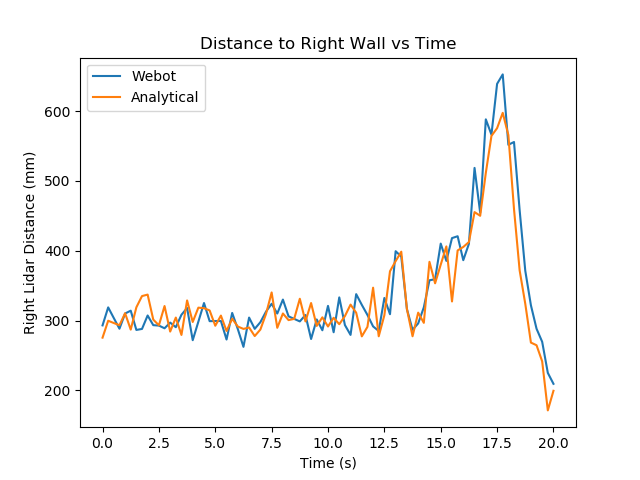 Distance to Right Wall vs Time
Webot
Analytical
Right Lidar Distance (mm)
600
500
400
300
200
0.0 2.5 5.0 7.5 10.0 12.5 15.0 17.5 20.0
Time (s)